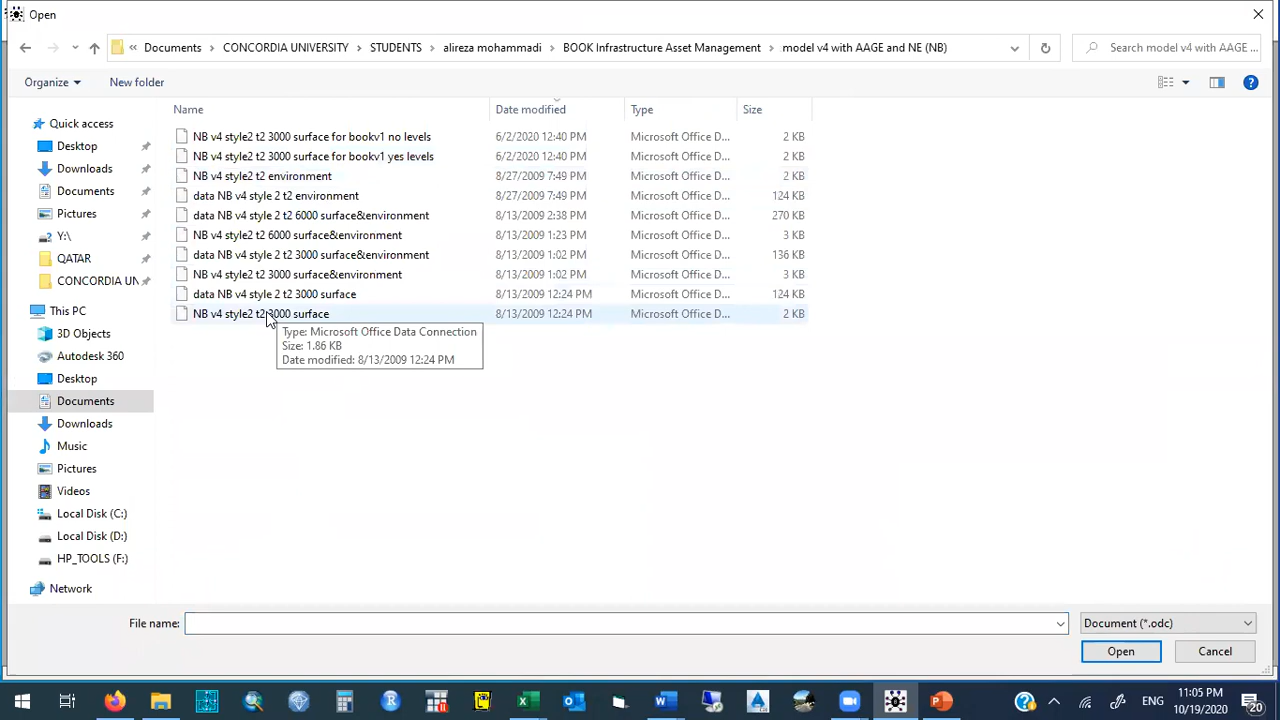 Open
« Documents › CONCORDIA UNIVERSITY › STUDENTS › alireza mohammadi › BOOK Infrastructure Asset Management › model v4 with AAGE and NE (NB)
Search model v4 with AAGE ...
Organize
New folder
Name Date modified Type Size
NB v4 style2 t2 3000 surface for bookv1 no levels 6/2/2020 12:40 PM Microsoft Office D... 2 KB
NB v4 style2 t2 3000 surface for bookv1 yes levels 6/2/2020 12:40 PM Microsoft Office D... 2 KB
NB v4 style2 t2 environment 8/27/2009 7:49 PM Microsoft Office D... 2 KB
data NB v4 style 2 t2 environment 8/27/2009 7:49 PM Microsoft Office D... 124 KB
data NB v4 style 2 t2 6000 surface&environment 8/13/2009 2:38 PM Microsoft Office D... 270 KB
NB v4 style2 t2 6000 surface&environment 8/13/2009 1:23 PM Microsoft Office D... 3 KB
data NB v4 style 2 t2 3000 surface&environment 8/13/2009 1:02 PM Microsoft Office D... 136 KB
NB v4 style2 t2 3000 surface&environment 8/13/2009 1:02 PM Microsoft Office D... 3 KB
data NB v4 style 2 t2 3000 surface 8/13/2009 12:24 PM Microsoft Office D... 124 KB
NB v4 style2 t2 3000 surface 8/13/2009 12:24 PM Microsoft Office D... 2 KB
Type: Microsoft Office Data Connection
Size: 1.86 KB
Date modified: 8/13/2009 12:24 PM
Quick access
Desktop
Downloads
Documents
Pictures
Y:\
QATAR
CONCORDIA UN
This PC
3D Objects
Autodesk 360
Desktop
Documents
Downloads
Music
Pictures
Videos
Local Disk (C:)
Local Disk (D:)
HP_TOOLS (F:)
Network
File name:
Document (*.odc)
Open
Cancel
ENG
11:05 PM
10/19/2020
20